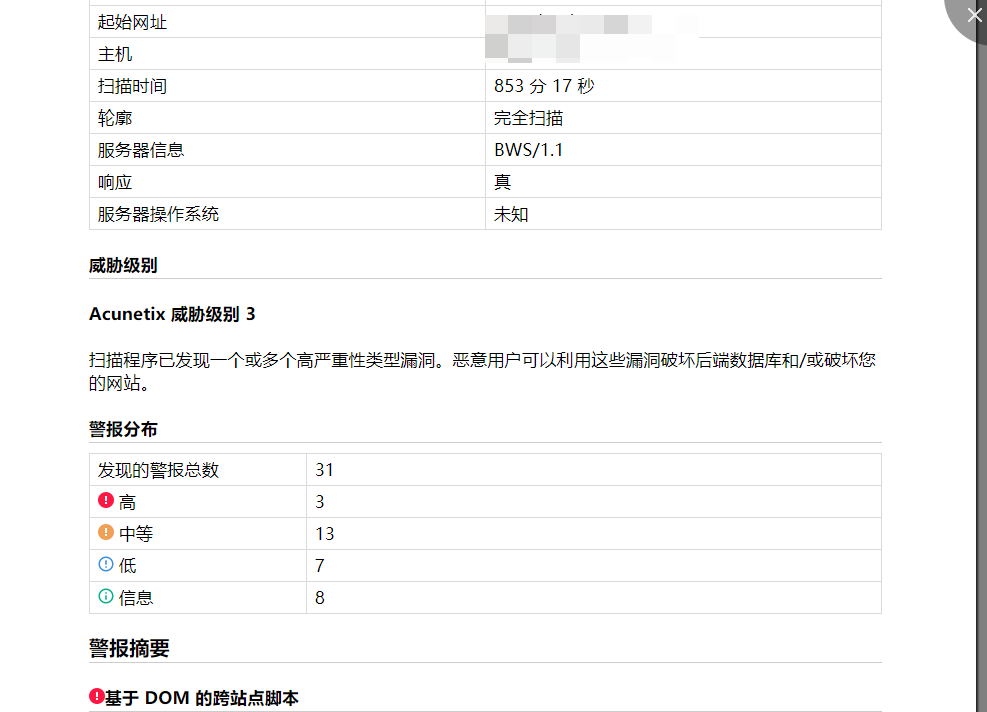 起始网址
主机
扫描时间 853 分 17 秒
轮廓 完全扫描
服务器信息 BWS/1.1
响应 真
服务器操作系统 未知
威胁级别
Acunetix 威胁级别 3
扫描程序已发现一个或多个高严重性类型漏洞。恶意用户可以利用这些漏洞破坏后端数据库和/或破坏您
的网站。
警报分布
发现的警报总数 31
高 3
中等 13
低 7
信息 8
警报摘要
基于 DOM 的跨站点脚本